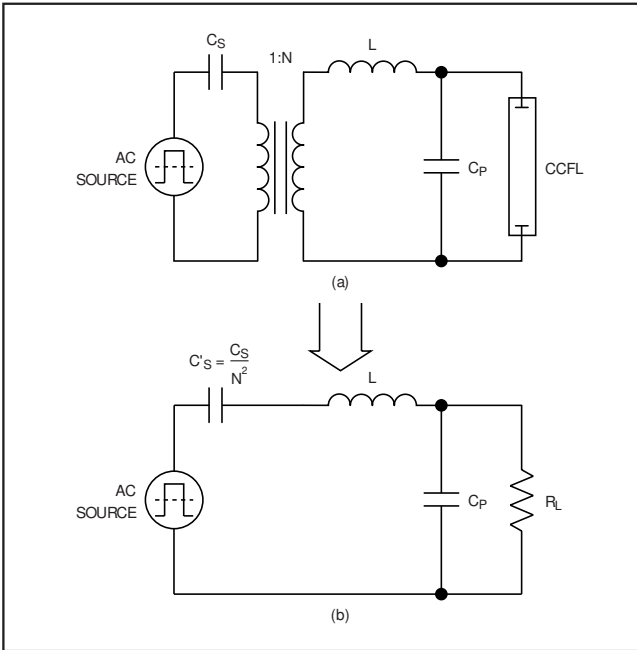 C_S
1:N
L
AC
SOURCE
C_P
CCFL
(a)
C'_S = C_S / N^2
L
AC
SOURCE
C_P
R_L
(b)